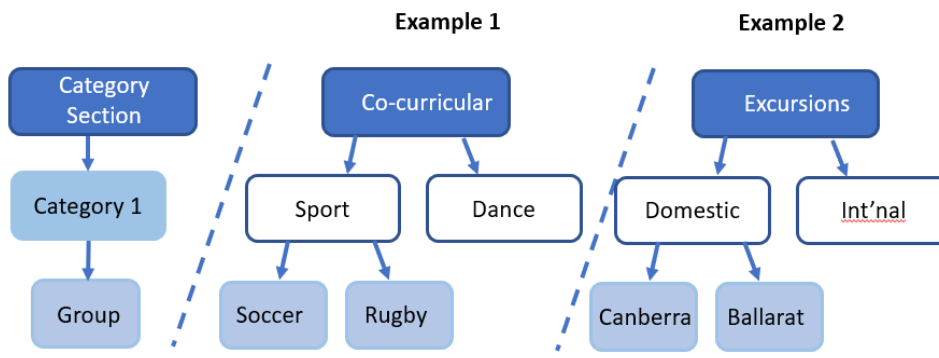 Example 1
Example 2
Category
Section
Co-curricular
Excursions
Category 1
Sport
Dance
Domestic
Int'nal
Group
Soccer
Rugby
Canberra
Ballarat